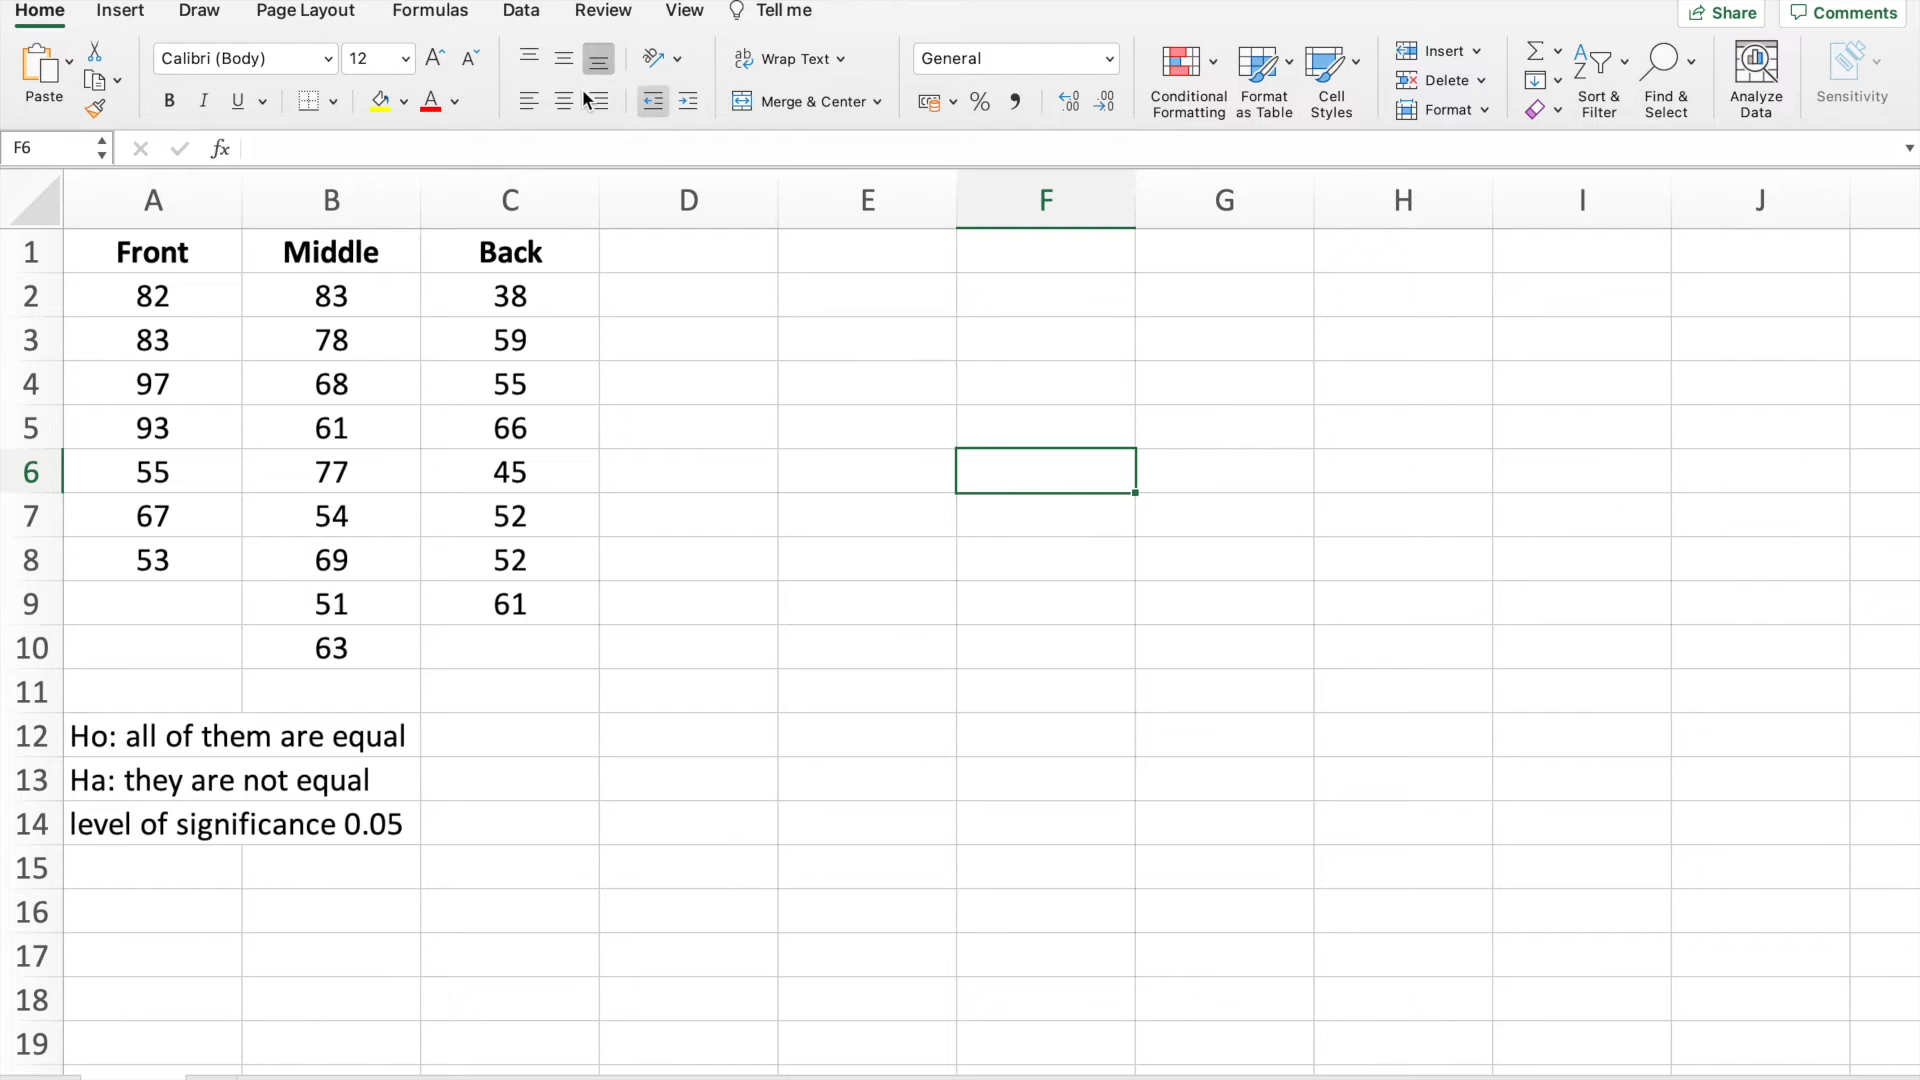 Home Insert Draw Page Layout Formulas Data Review View Tell me Share Comments
Calibri (Body) 12 Wrap Text General Insert
Delete
Paste B I U A Merge & Center % Conditional Formatting Format as Table Cell Styles Format Sort & Filter Find & Select Analyze Data Sensitivity
F6 fx
A B C D E F G H I J
1 Front Middle Back
2 82 83 38
3 83 78 59
4 97 68 55
5 93 61 66
6 55 77 45
7 67 54 52
8 53 69 52
9 51 61
10 63
11
12 Ho: all of them are equal
13 Ha: they are not equal
14 level of significance 0.05
15
16
17
18
19